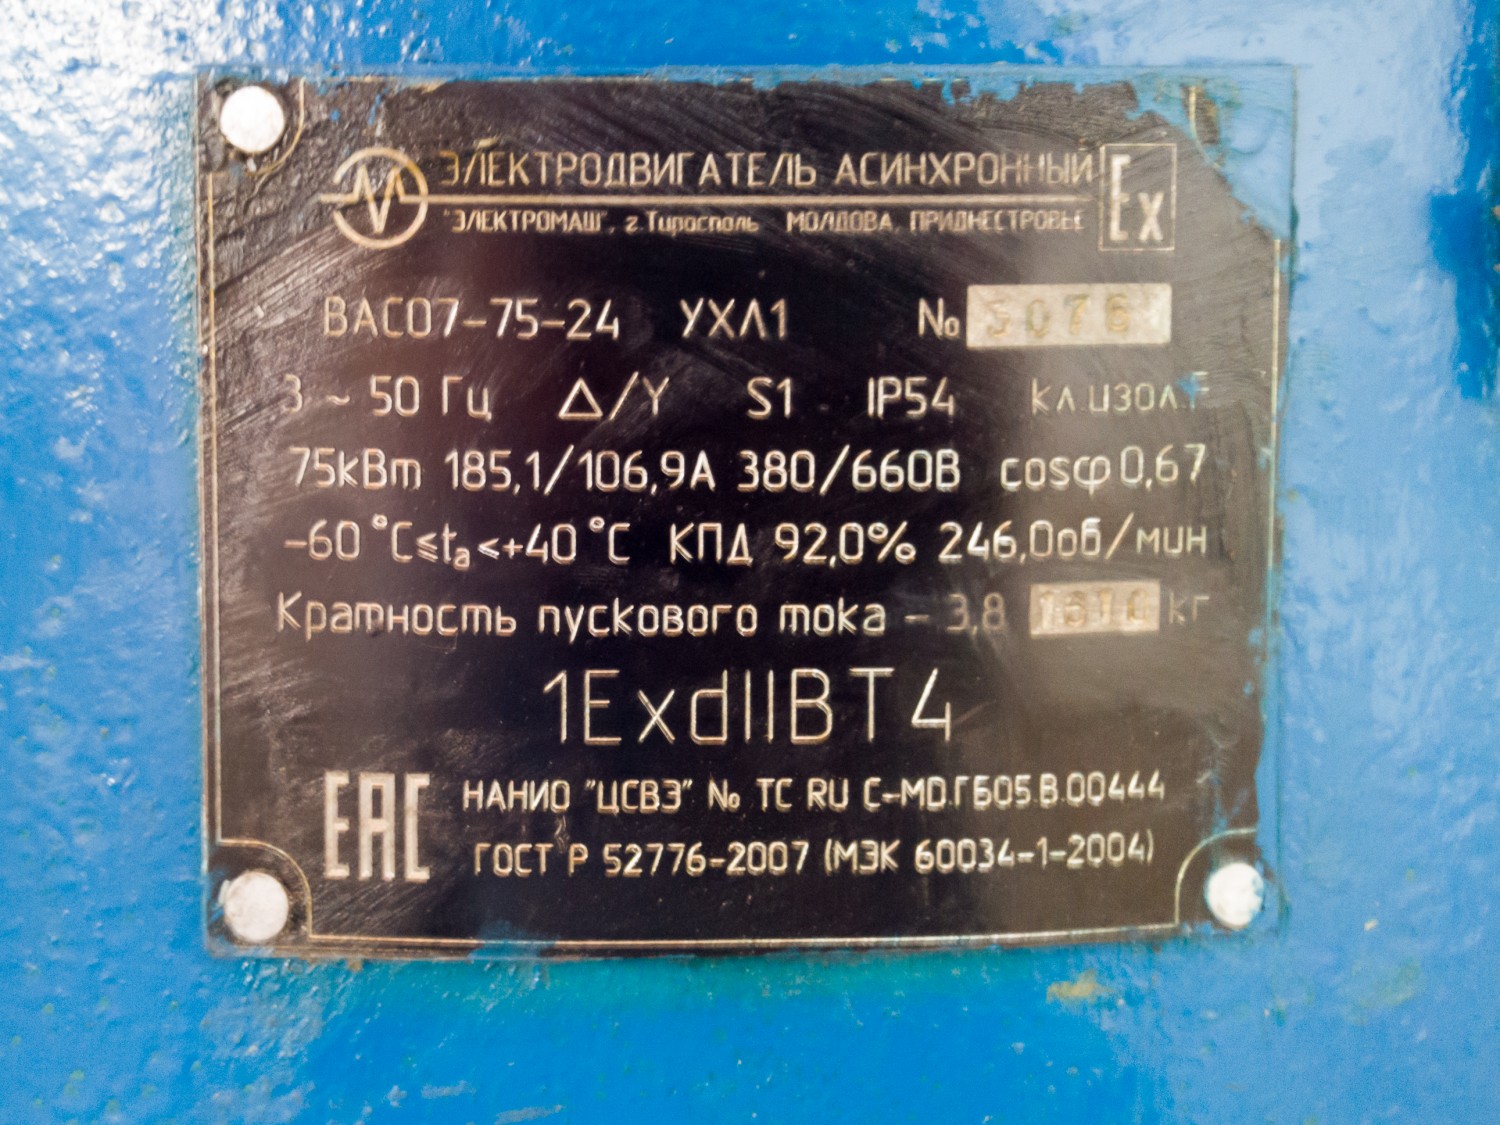 ЭЛЕКТРОДВИГАТЕЛЬ АСИНХРОННЫЙ Ex
"ЭЛЕКТРОМАШ", г.Тирасполь МОЛДОВА, ПРИДНЕСТРОВЬЕ
ВАСО7-75-24 УХЛ1 № 5076
3 ~ 50 Гц Δ/Y S1 IP54 Кл.изол.F
75кВт 185,1/106,9А 380/660В cosφ 0,67
-60°C≤ta<+40°C КПД 92,0% 246,0об/мин
Кратность пускового тока - 3,8 кг
1ExdIIBT4
ЕАС НАНИО "ЦСВЭ" № ТС RU С-MD.ГБ05.В.00444
ГОСТ Р 52776-2007 (МЭК 60034-1-2004)